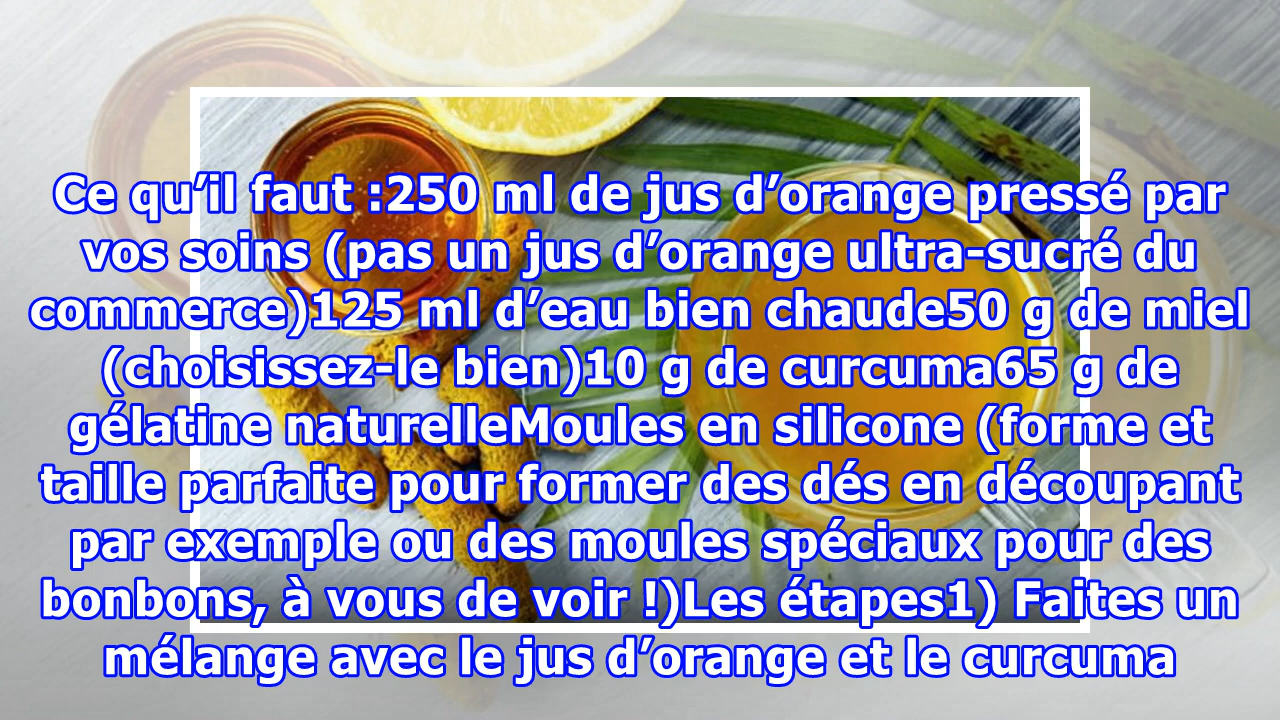 Ce qu’il faut :250 ml de jus d’orange pressé par
vos soins (pas un jus d’orange ultra-sucré du
commerce)125 ml d’eau bien chaude50 g de miel
(choisissez-le bien)10 g de curcuma65 g de
gélatine naturelleMoules en silicone (forme et
taille parfaite pour former des dés en découpant
par exemple ou des moules spéciaux pour des
bonbons, à vous de voir !)Les étapes1) Faites un
mélange avec le jus d’orange et le curcuma